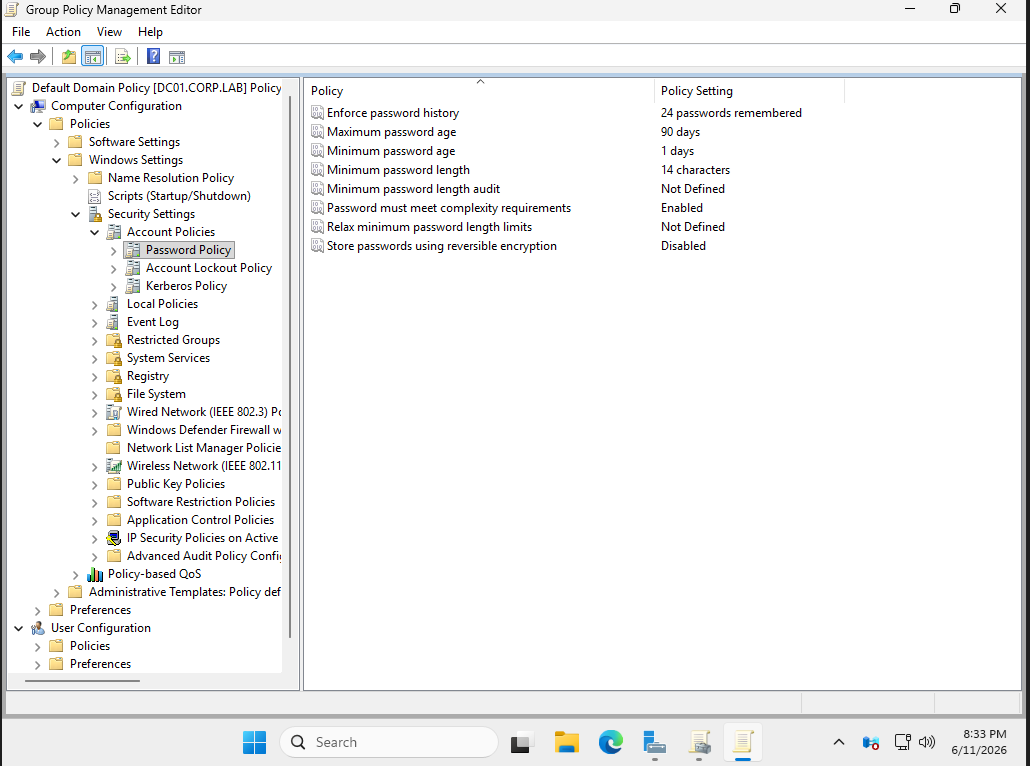 Group Policy Management Editor
File Action View Help
Default Domain Policy [DC01.CORP.LAB] Policy
Computer Configuration
Policies
Software Settings
Windows Settings
Name Resolution Policy
Scripts (Startup/Shutdown)
Security Settings
Account Policies
Password Policy
Account Lockout Policy
Kerberos Policy
Local Policies
Event Log
Restricted Groups
System Services
Registry
File System
Wired Network (IEEE 802.3) Po
Windows Defender Firewall w
Network List Manager Policie
Wireless Network (IEEE 802.11
Public Key Policies
Software Restriction Policies
Application Control Policies
IP Security Policies on Active
Advanced Audit Policy Config
Policy-based QoS
Administrative Templates: Policy def
Preferences
User Configuration
Policies
Preferences
Policy Policy Setting
Enforce password history 24 passwords remembered
Maximum password age 90 days
Minimum password age 1 days
Minimum password length 14 characters
Minimum password length audit Not Defined
Password must meet complexity requirements Enabled
Relax minimum password length limits Not Defined
Store passwords using reversible encryption Disabled
Search
8:33 PM
6/11/2026